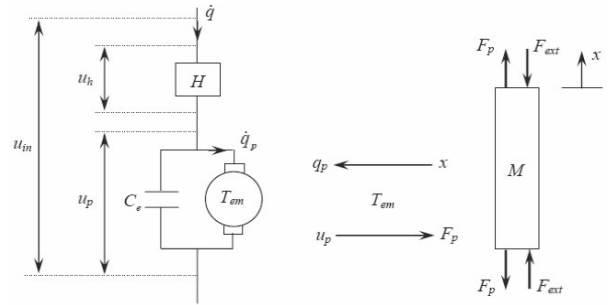 q̇
F_p F_ext x
u_h H
u_in
q̇_p
u_p C_e T_em
q_p x
T_em
u_p F_p
M
F_p F_ext